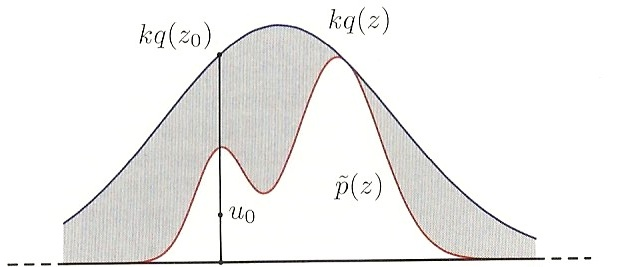 kq(z)
kq(z₀)
p̃(z)
u₀